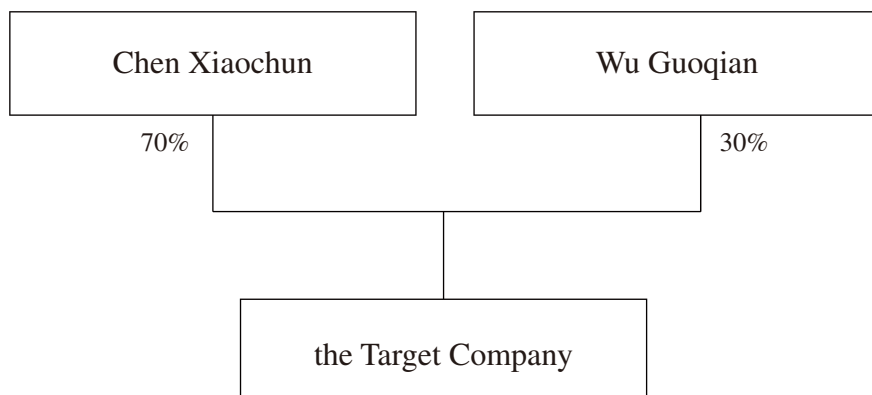 Chen Xiaochun
Wu Guoqian
70%
30%
the Target Company